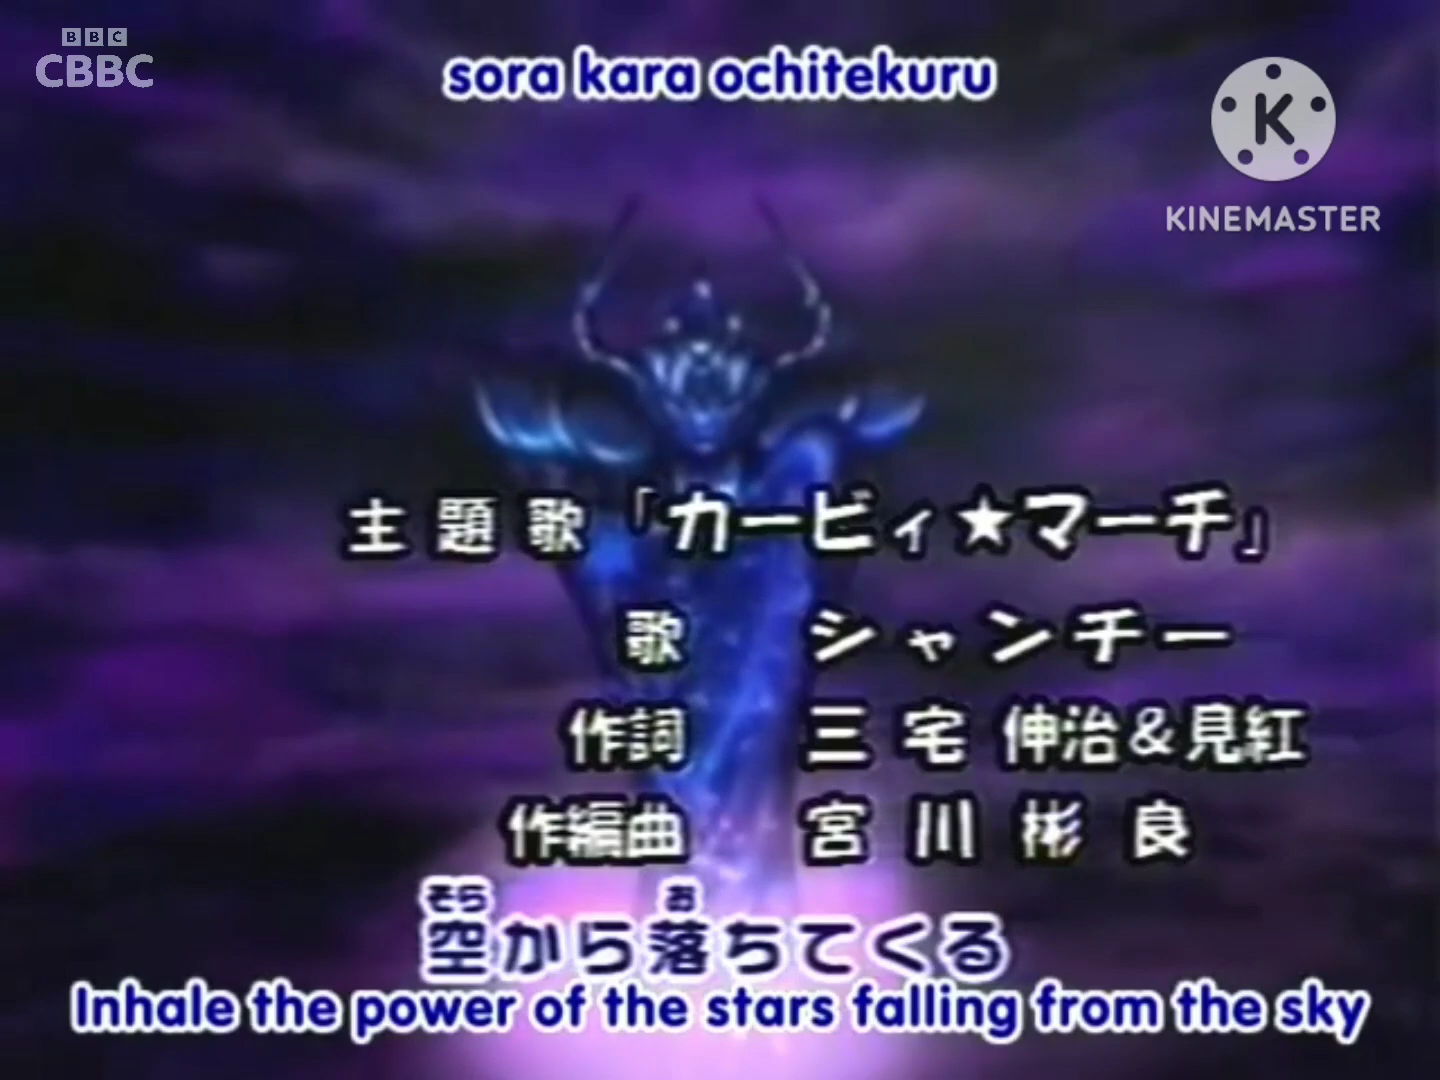 BBC
CBBC
sora kara ochitekuru
K
KINEMASTER
主題歌「カービィ★マーチ」
歌 シャンチー
作詞 三宅伸治&見紅
作編曲 宮川彬良
そら お
空から落ちてくる
Inhale the power of the stars falling from the sky